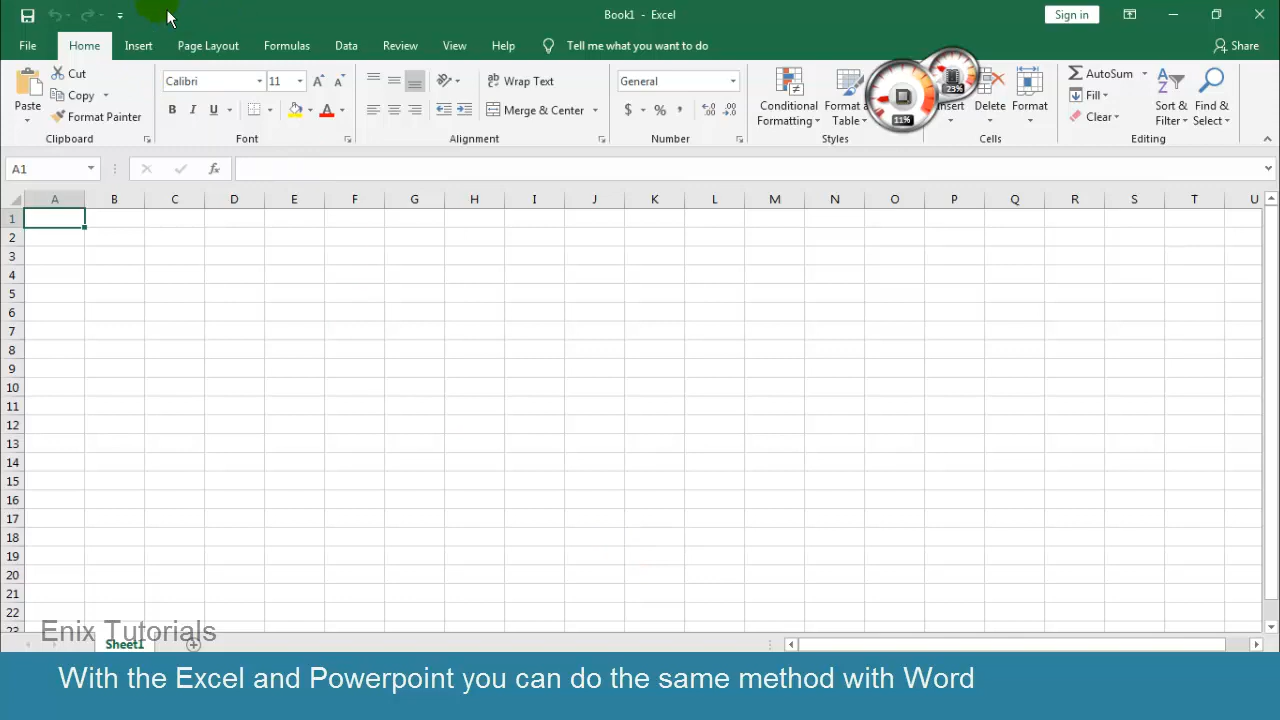 Book1 - Excel
Sign in
File Home Insert Page Layout Formulas Data Review View Help Tell me what you want to do Share
Cut
Copy
Format Painter
Paste
Clipboard
Calibri 11
B I U
Font
Wrap Text
Merge & Center
Alignment
General
$ % ,
Number
Conditional Formatting
Format
Table
Styles
11%
23%
Insert Delete Format
Cells
AutoSum
Fill
Clear
Sort & Filter
Find & Select
Editing
A1
fx
A B C D E F G H I J K L M N O P Q R S T U
1
2
3
4
5
6
7
8
9
10
11
12
13
14
15
16
17
18
19
20
21
22
23
Enix Tutorials
Sheet1
With the Excel and Powerpoint you can do the same method with Word